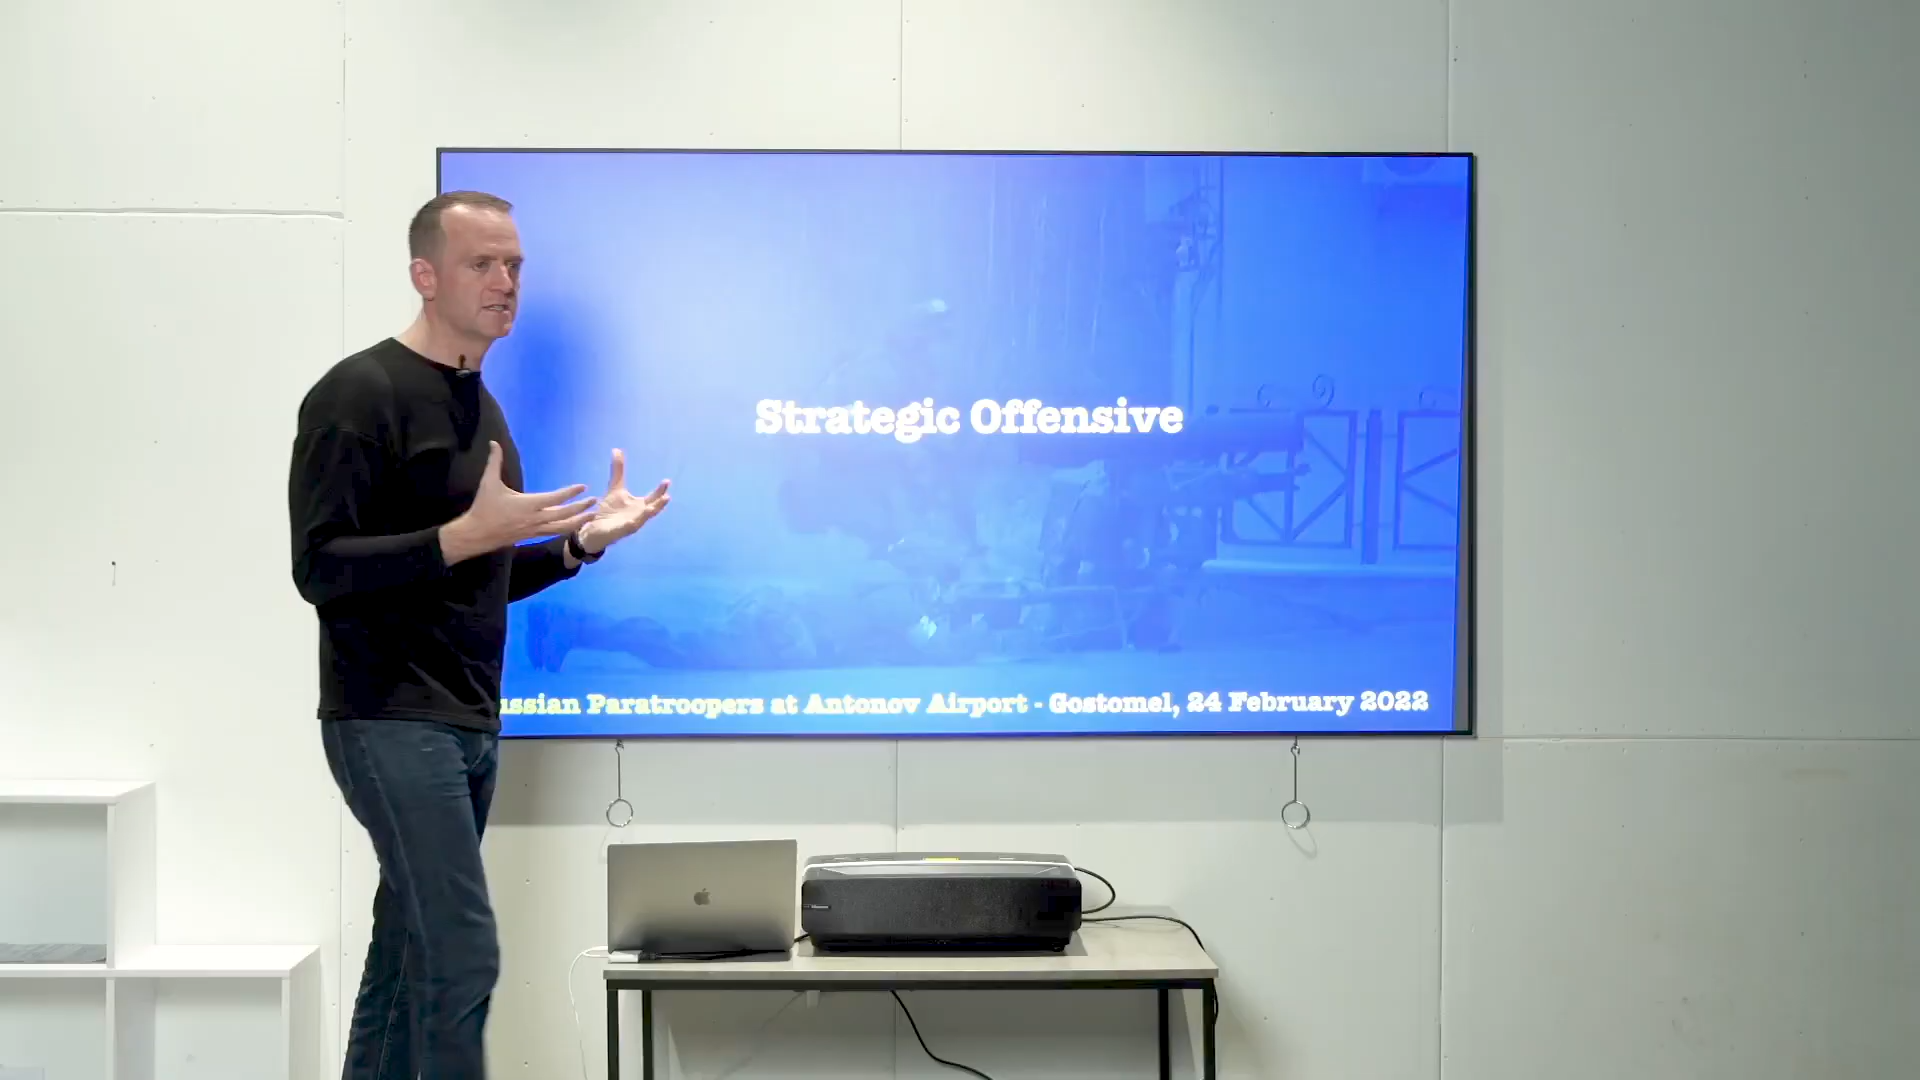 Strategic Offensive
ussian Paratroopers at Antonov Airport - Gostomel, 24 February 2022